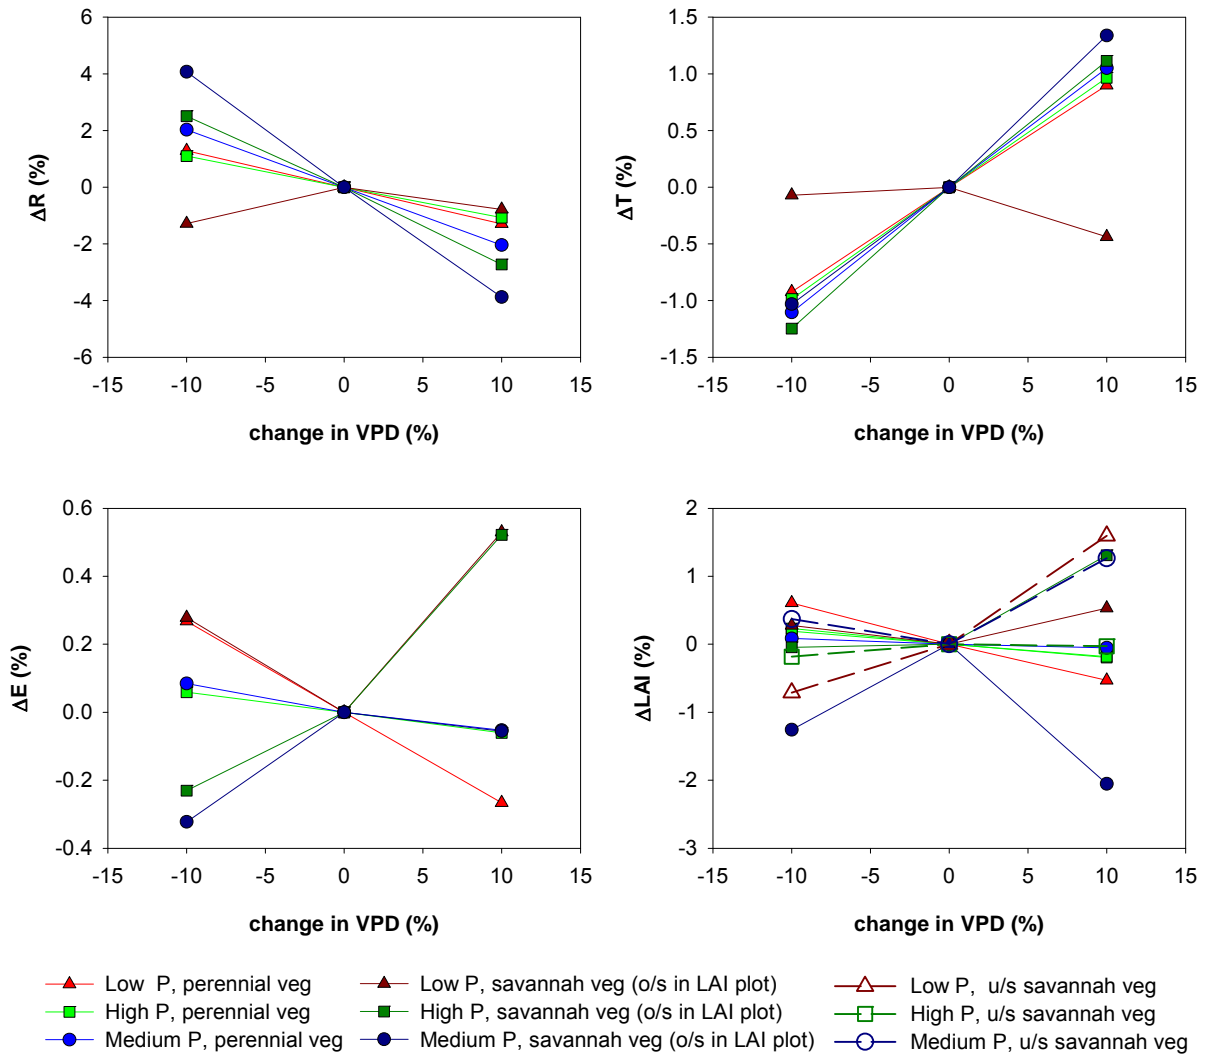 6
4
2
0
-2
-4
-6
ΔR (%)
-15 -10 -5 0 5 10 15
change in VPD (%)
1.5
1.0
0.5
0.0
-0.5
-1.0
-1.5
ΔT (%)
-15 -10 -5 0 5 10 15
change in VPD (%)
0.6
0.4
0.2
0.0
-0.2
-0.4
ΔE (%)
-15 -10 -5 0 5 10 15
change in VPD (%)
2
1
0
-1
-2
-3
ΔLAI (%)
-15 -10 -5 0 5 10 15
change in VPD (%)
Low P, perennial veg
High P, perennial veg
Medium P, perennial veg
Low P, savannah veg (o/s in LAI plot)
High P, savannah veg (o/s in LAI plot)
Medium P, savannah veg (o/s in LAI plot)
Low P, u/s savannah veg
High P, u/s savannah veg
Medium P, u/s savannah veg